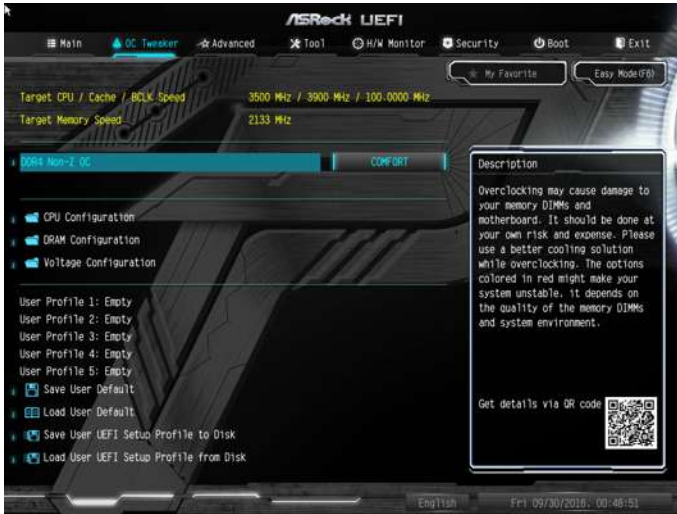 ASRock UEFI
Main
OC Tweaker
Advanced
Tool
H/W Monitor
Security
Boot
Exit
My Favorite
Easy Mode(F6)
Target CPU / Cache / BCLK Speed 3500 MHz / 3900 MHz / 100.0000 MHz
Target Memory Speed 2133 MHz
DDR4 Non-Z OC COMFORT
CPU Configuration
DRAM Configuration
Voltage Configuration
User Profile 1: Empty
User Profile 2: Empty
User Profile 3: Empty
User Profile 4: Empty
User Profile 5: Empty
Save User Default
Load User Default
Save User UEFI Setup Profile to Disk
Load User UEFI Setup Profile from Disk
Description
Overclocking may cause damage to
your memory DIMMs and
motherboard. It should be done at
your own risk and expense. Please
use a better cooling solution
while overclocking. The options
colored in red might make your
system unstable. it depends on
the quality of the memory DIMMs
and system environment.
Get details via QR code
English
Fri 09/30/2016. 00:46:51